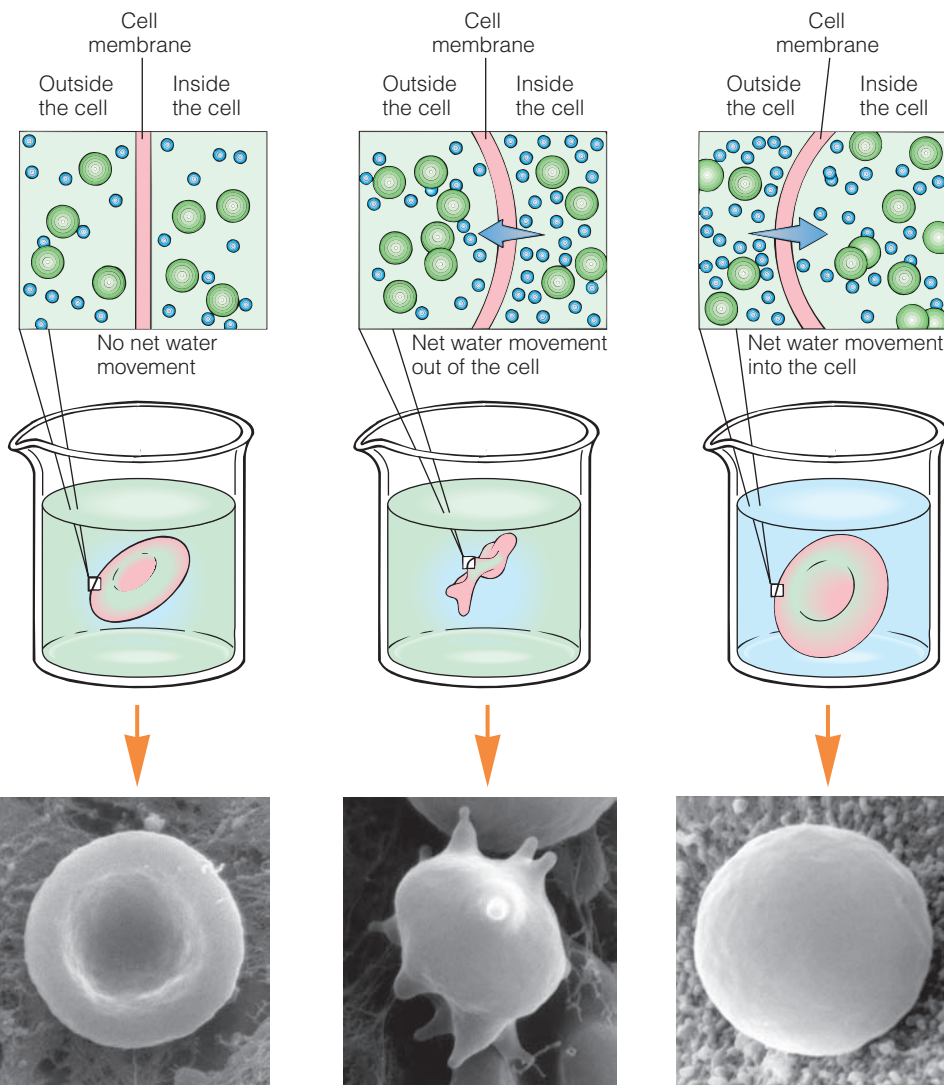 Cell
membrane
Outside
the cell
Inside
the cell
No net water
movement
Cell
membrane
Outside
the cell
Inside
the cell
Net water movement
out of the cell
Cell
membrane
Outside
the cell
Inside
the cell
Net water movement
into the cell